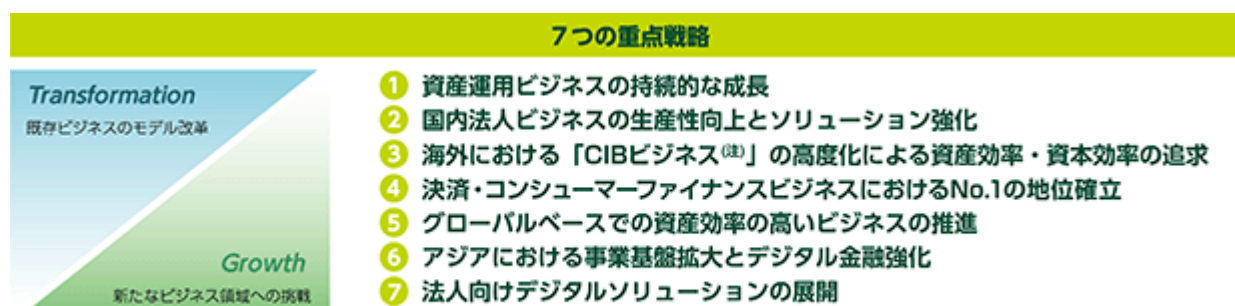 7つの重点戦略
Transformation
既存ビジネスのモデル改革
Growth
新たなビジネス領域への挑戦
1 資産運用ビジネスの持続的な成長
2 国内法人ビジネスの生産性向上とソリューション強化
3 海外における「CIBビジネス(注)」の高度化による資産効率・資本効率の追求
4 決済・コンシューマーファイナンスビジネスにおけるNo.1の地位確立
5 グローバルベースでの資産効率の高いビジネスの推進
6 アジアにおける事業基盤拡大とデジタル金融強化
7 法人向けデジタルソリューションの展開